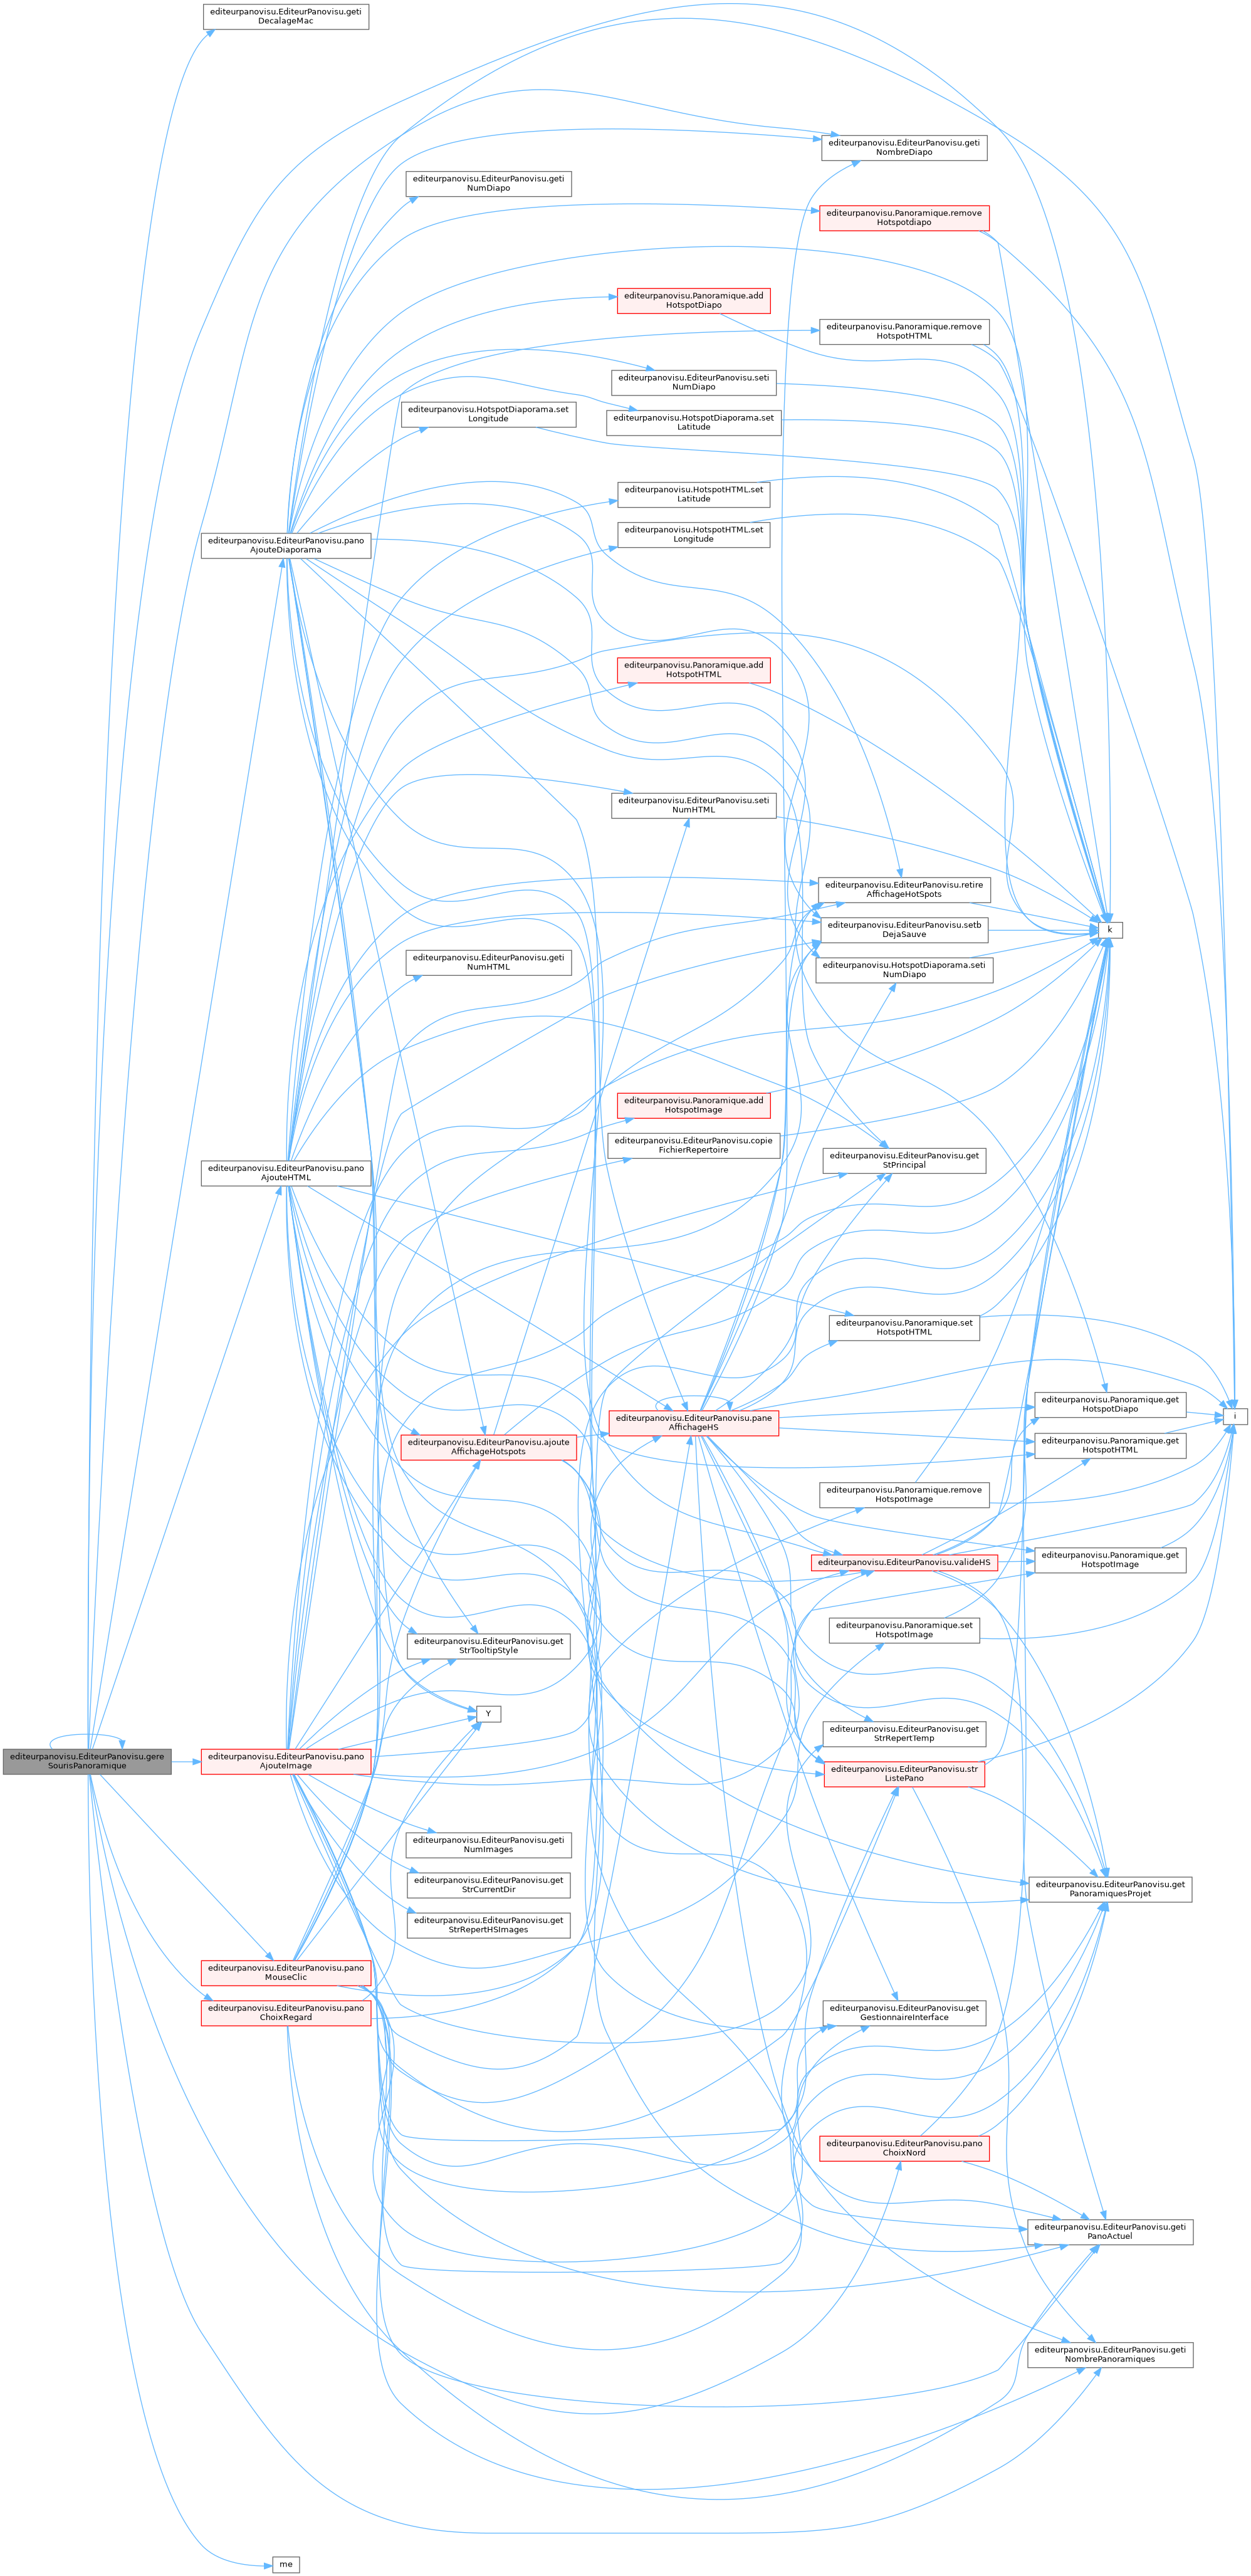 editeurpanovisu.EditeurPanovisu.geti
DecalageMac
editeurpanovisu.EditeurPanovisu.geti
NombreDiapo
editeurpanovisu.EditeurPanovisu.geti
NumDiapo
editeurpanovisu.Panoramique.remove
Hotspotdiapo
editeurpanovisu.Panoramique.add
HotspotDiapo
editeurpanovisu.Panoramique.remove
HotspotHTML
editeurpanovisu.EditeurPanovisu.seti
NumDiapo
editeurpanovisu.HotspotDiaporama.set
Longitude
editeurpanovisu.HotspotDiaporama.set
Latitude
editeurpanovisu.HotspotHTML.set
Latitude
editeurpanovisu.HotspotHTML.set
Longitude
editeurpanovisu.EditeurPanovisu.pano
AjouteDiaporama
editeurpanovisu.Panoramique.add
HotspotHTML
editeurpanovisu.EditeurPanovisu.seti
NumHTML
editeurpanovisu.EditeurPanovisu.retire
AffichageHotSpots
editeurpanovisu.EditeurPanovisu.setb
DejaSauve
k
editeurpanovisu.EditeurPanovisu.geti
NumHTML
editeurpanovisu.HotspotDiaporama.seti
NumDiapo
editeurpanovisu.Panoramique.add
HotspotImage
editeurpanovisu.EditeurPanovisu.copie
FichierRepertoire
editeurpanovisu.EditeurPanovisu.get
StPrincipal
editeurpanovisu.EditeurPanovisu.pano
AjouteHTML
editeurpanovisu.Panoramique.set
HotspotHTML
editeurpanovisu.Panoramique.get
HotspotDiapo
i
editeurpanovisu.EditeurPanovisu.pane
AffichageHS
editeurpanovisu.EditeurPanovisu.ajoute
AffichageHotspots
editeurpanovisu.Panoramique.get
HotspotHTML
editeurpanovisu.Panoramique.remove
HotspotImage
editeurpanovisu.EditeurPanovisu.valideHS
editeurpanovisu.Panoramique.get
HotspotImage
editeurpanovisu.Panoramique.set
HotspotImage
editeurpanovisu.EditeurPanovisu.get
StrTooltipStyle
Y
editeurpanovisu.EditeurPanovisu.get
StrRepertTemp
editeurpanovisu.EditeurPanovisu.gere
SourisPanoramique
editeurpanovisu.EditeurPanovisu.pano
AjouteImage
editeurpanovisu.EditeurPanovisu.str
ListePano
editeurpanovisu.EditeurPanovisu.geti
NumImages
editeurpanovisu.EditeurPanovisu.get
StrCurrentDir
editeurpanovisu.EditeurPanovisu.get
PanoramiquesProjet
editeurpanovisu.EditeurPanovisu.get
StrRepertHSImages
editeurpanovisu.EditeurPanovisu.pano
MouseClic
editeurpanovisu.EditeurPanovisu.pano
ChoixRegard
editeurpanovisu.EditeurPanovisu.get
GestionnaireInterface
editeurpanovisu.EditeurPanovisu.pano
ChoixNord
editeurpanovisu.EditeurPanovisu.geti
PanoActuel
editeurpanovisu.EditeurPanovisu.geti
NombrePanoramiques
me